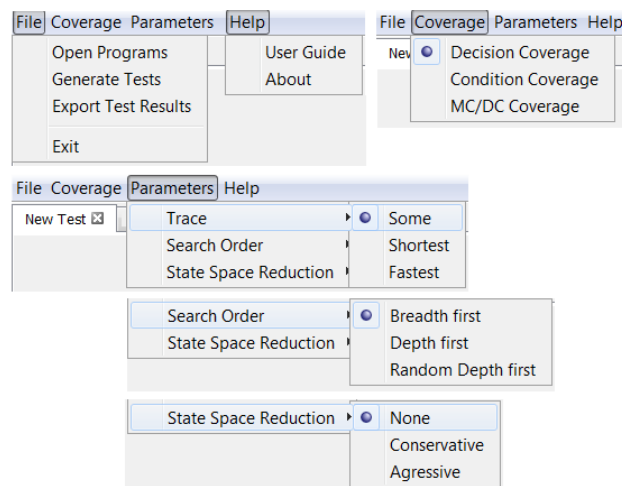 File Coverage Parameters Help
Open Programs
Generate Tests
Export Test Results
Exit
User Guide
About
File Coverage Parameters Help
New
Decision Coverage
Condition Coverage
MC/DC Coverage
File Coverage Parameters Help
New Test
Trace
Search Order
State Space Reduction
Some
Shortest
Fastest
Search Order
State Space Reduction
Breadth first
Depth first
Random Depth first
State Space Reduction
None
Conservative
Agressive